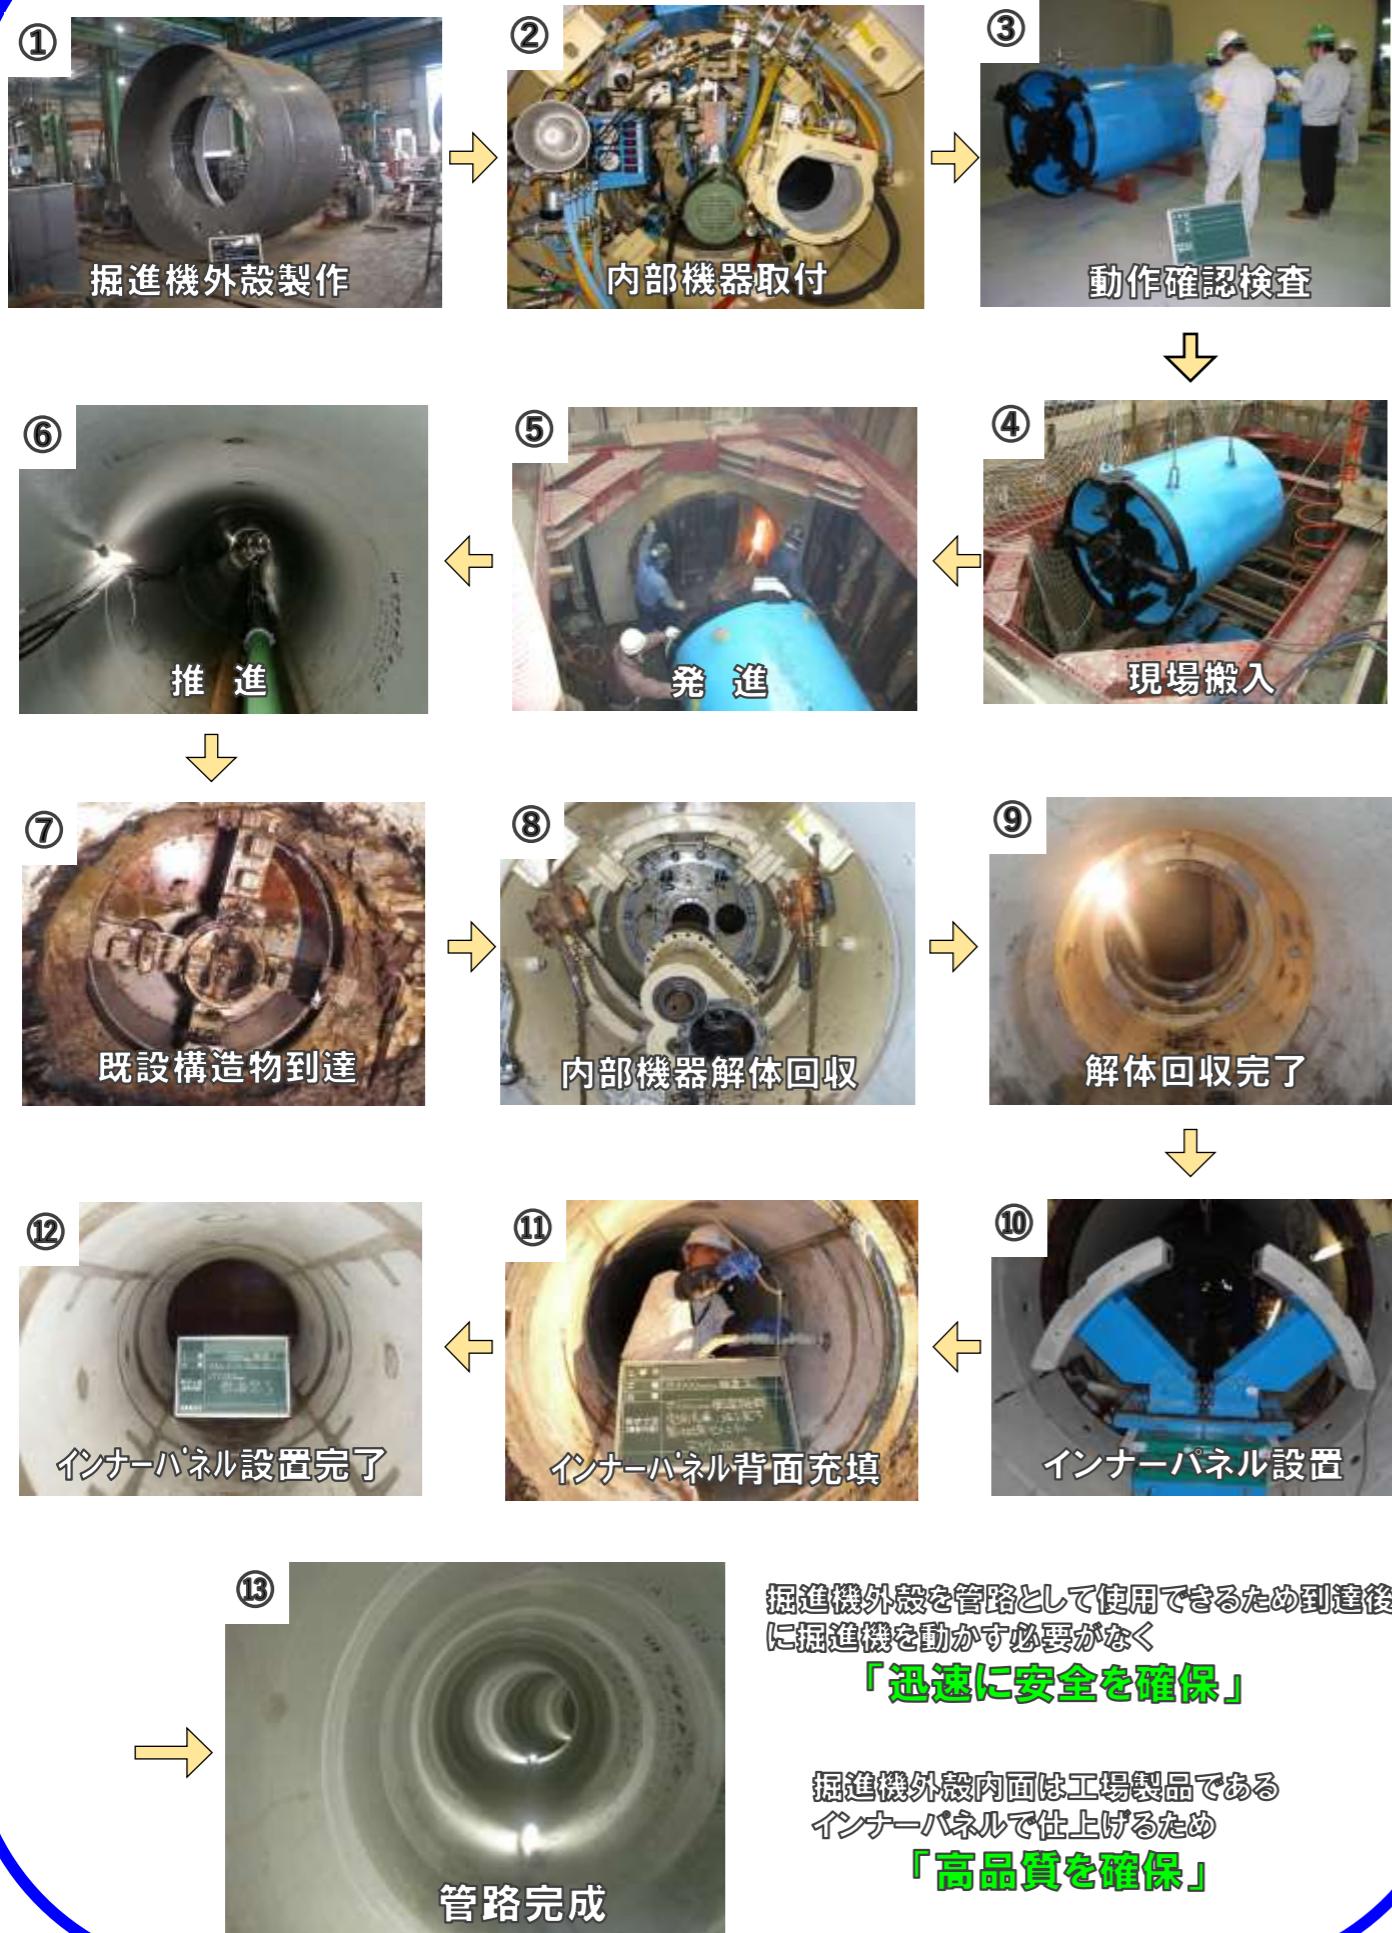 ①
掘進機外殻製作
②
内部機器取付
③
動作確認検査
④
現場搬入
⑤
発 進
⑥
推 進
⑦
既設構造物到達
⑧
内部機器解体回収
⑨
解体回収完了
⑩
インナーパネル設置
⑪
インナーパネル背面充填
⑫
インナーパネル設置完了
⑬
管路完成
掘進機外殻を管路として使用できるため到達後
に掘進機を動かす必要がなく
「迅速に安全を確保」
掘進機外殻内面は工場製品である
インナーパネルで仕上げるため
「高品質を確保」